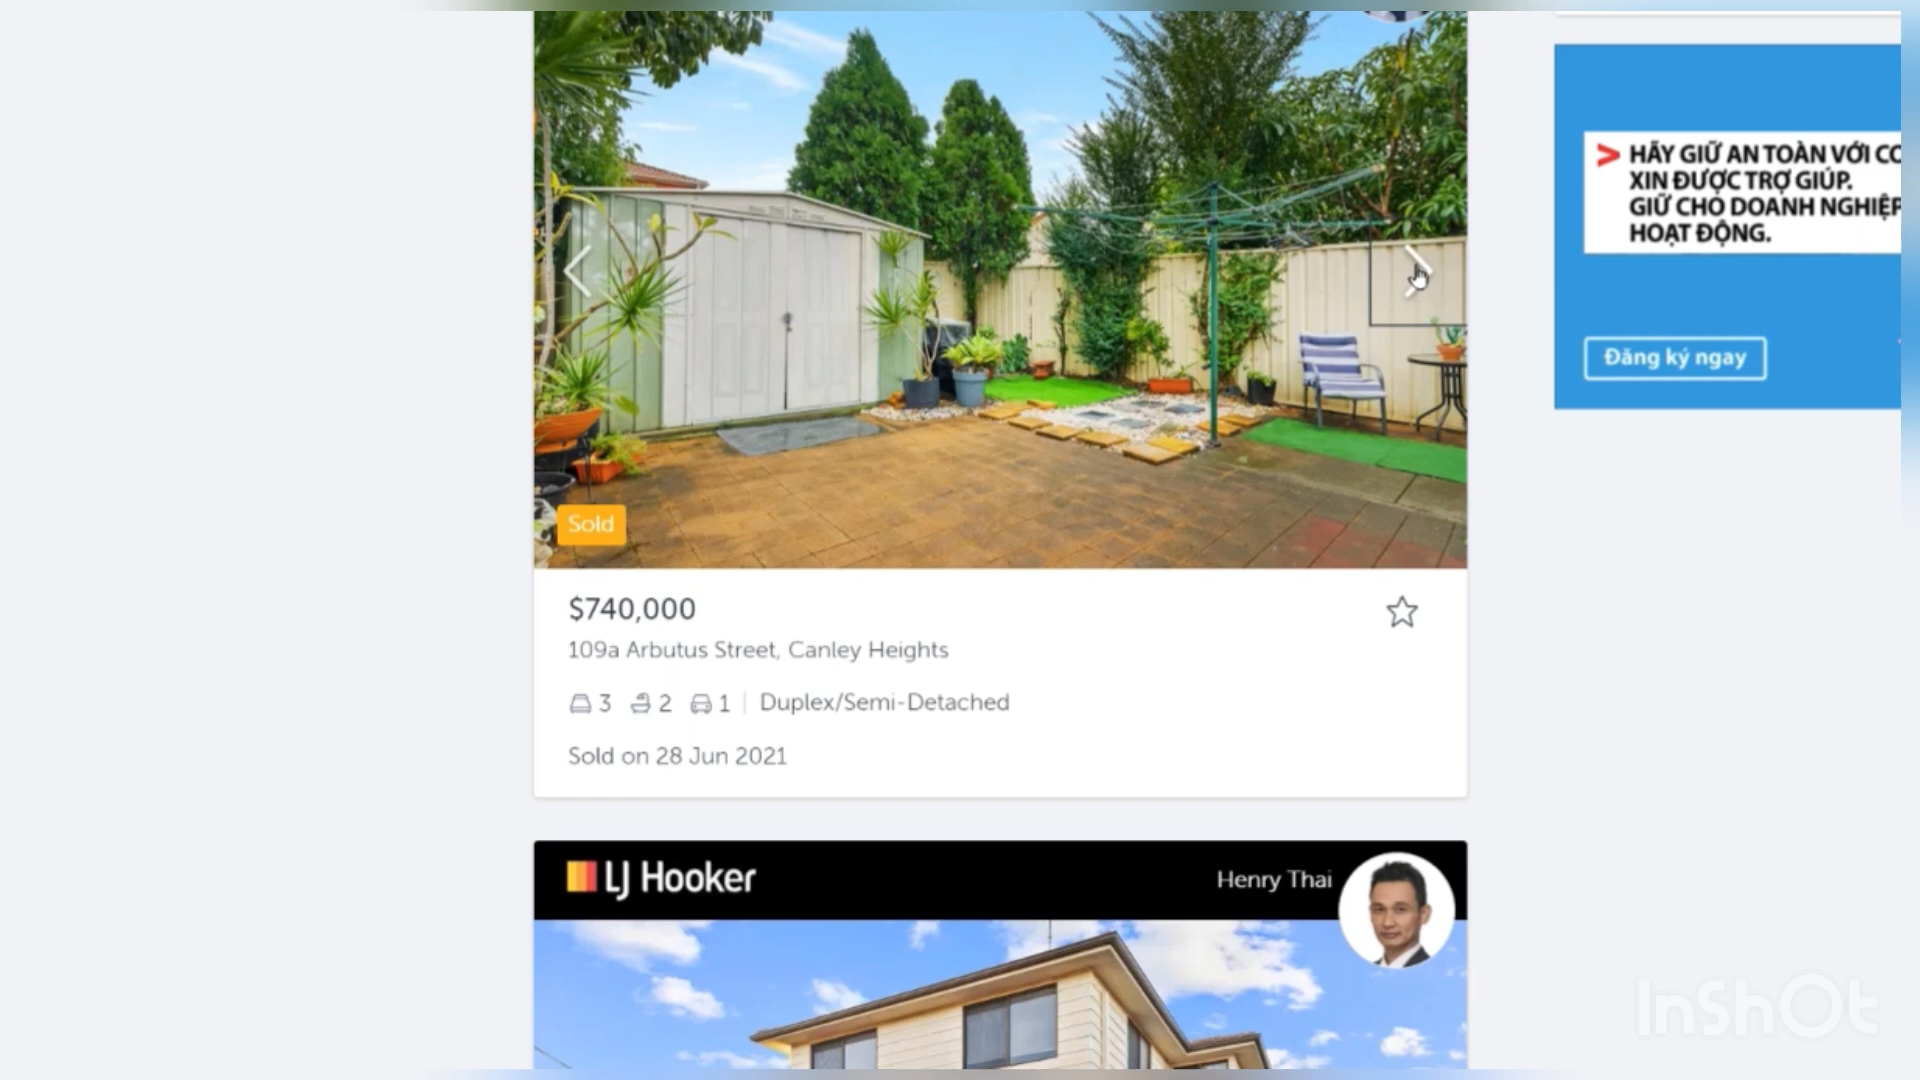 > HÃY GIỮ AN TOÀN VỚI
XIN ĐƯỢC TRỢ GIÚP.
GIỮ CHO DOANH NGHIỆP
HOẠT ĐỘNG.
Đăng ký ngay
Sold
$740,000
109a Arbutus Street, Canley Heights
3 2 1 Duplex/Semi-Detached
Sold on 28 Jun 2021
LJ Hooker
Henry Thai
InShOt